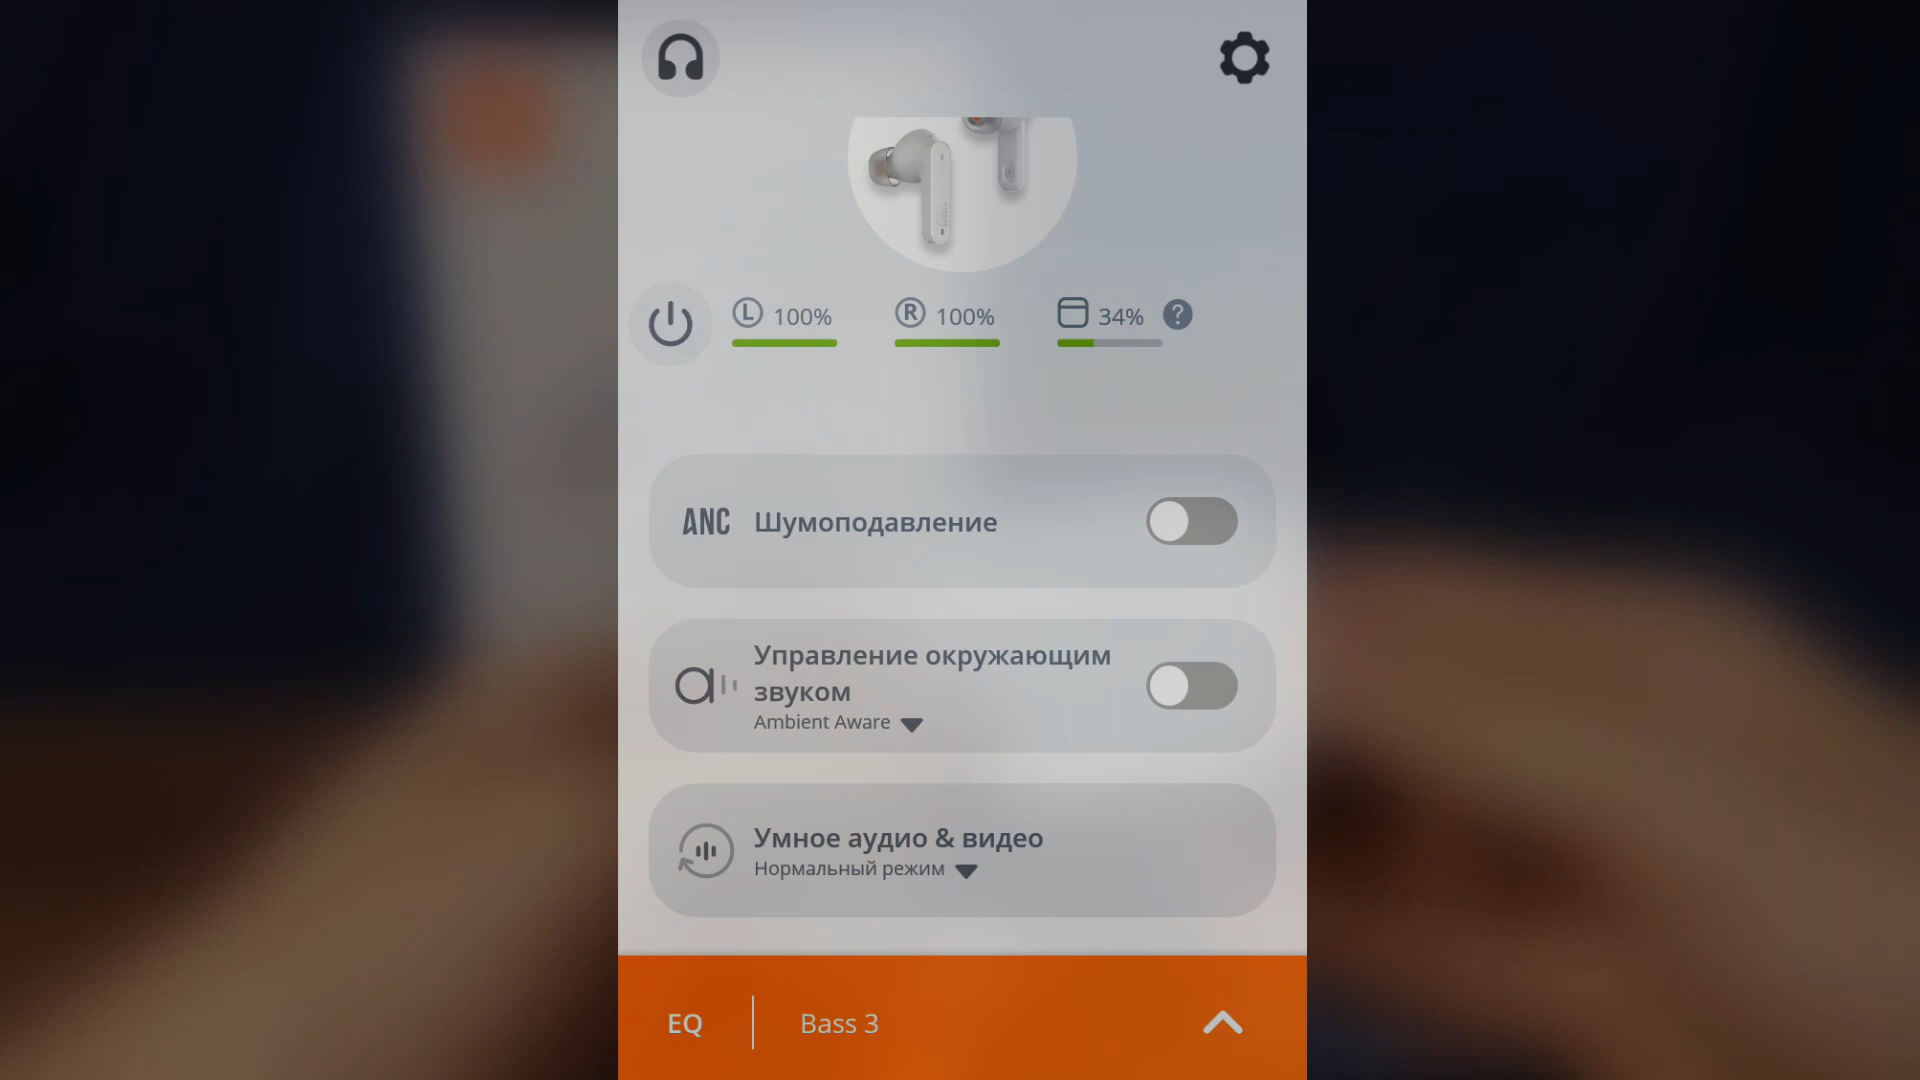 L 100%
R 100%
34% ?
ANC Шумоподавление
Управление окружающим
звуком
Ambient Aware
Умное аудио & видео
Нормальный режим
EQ
Bass 3